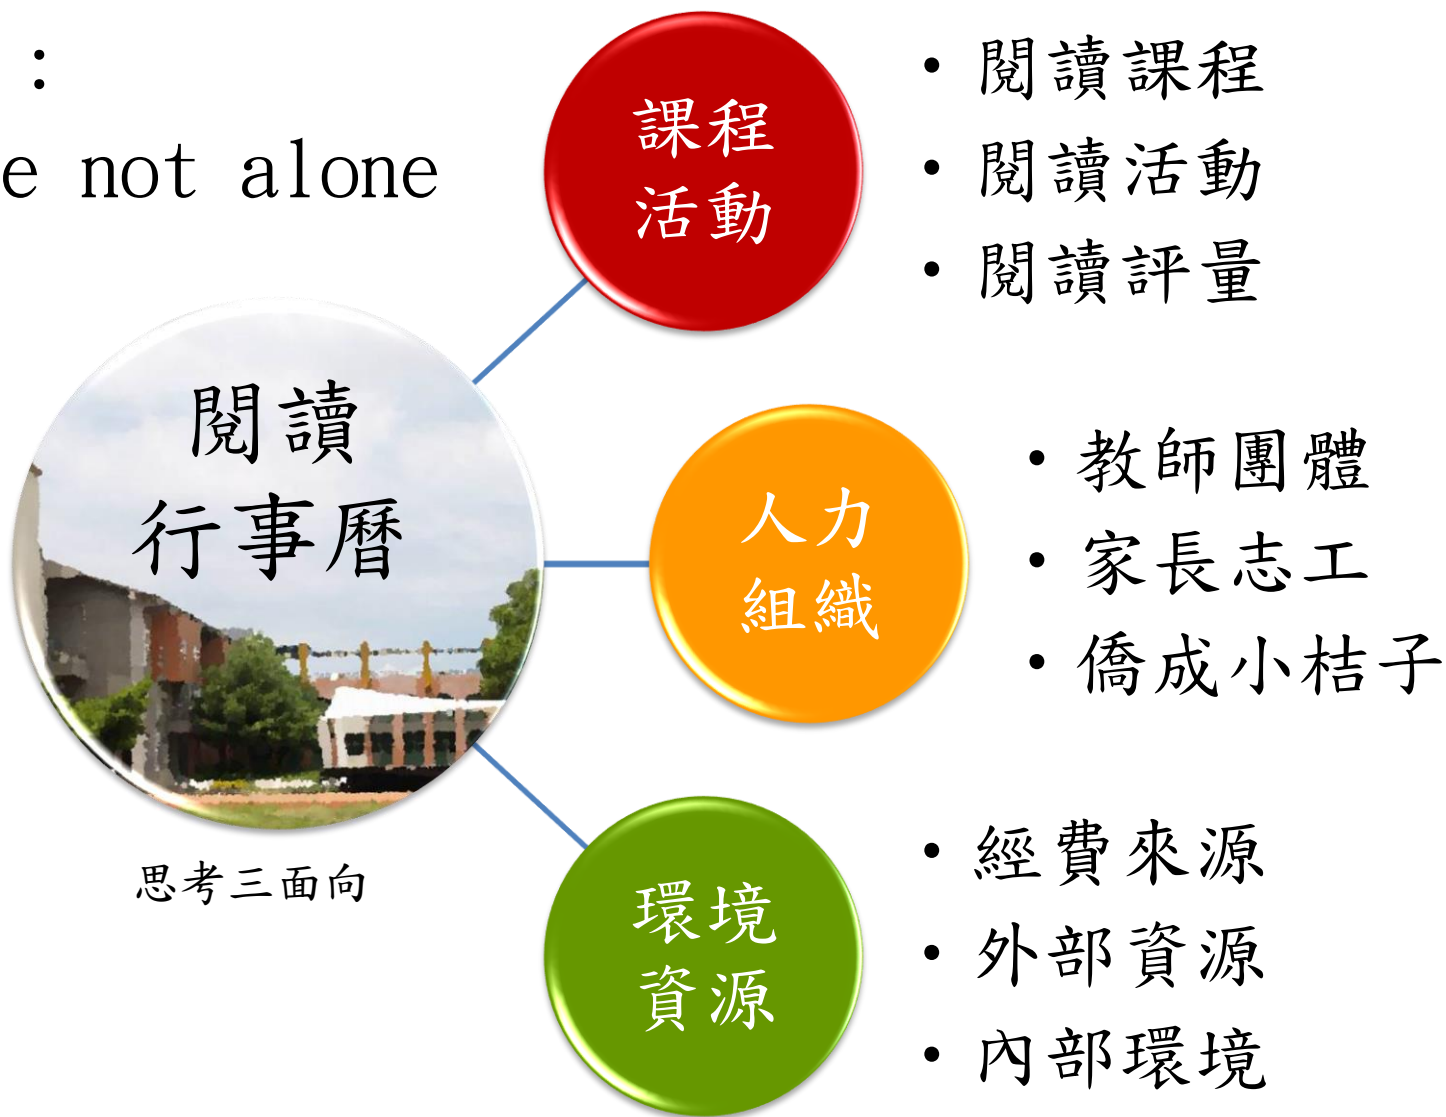 ：
e not alone
閱讀
行事曆
思考三面向
課程
活動
• 閱讀課程
• 閱讀活動
• 閱讀評量
人力
組織
• 教師團體
• 家長志工
• 僑成小桔子
環境
資源
• 經費來源
• 外部資源
• 內部環境